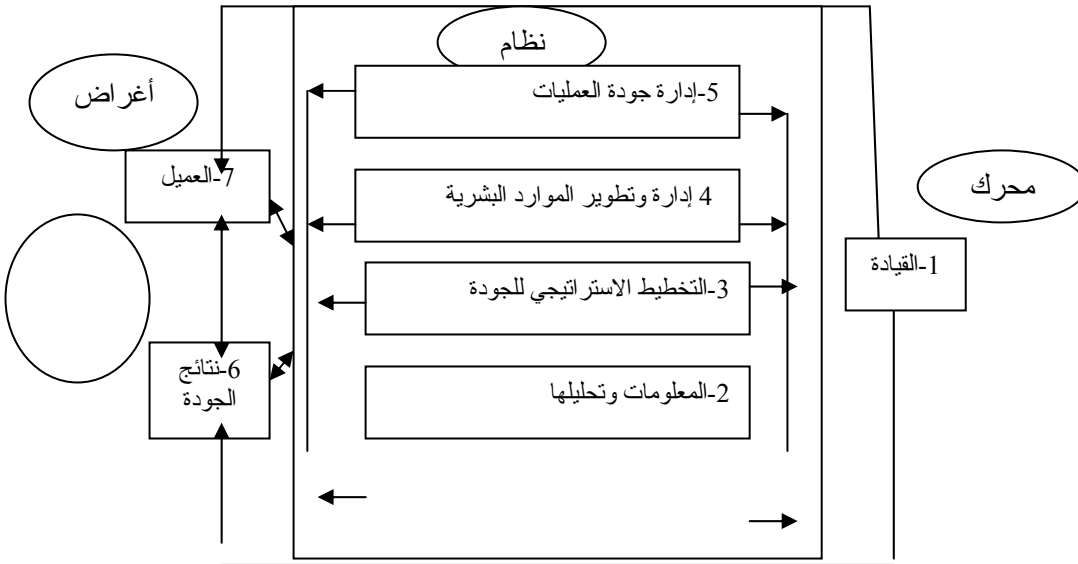 نظام
5-إدارة جودة العمليات
أغراض
7-العميل
4 إدارة وتطوير الموارد البشرية
محرك
1-القيادة
3-التخطيط الاستراتيجي للجودة
6-نتائج
الجودة
2-المعلومات وتحليلها